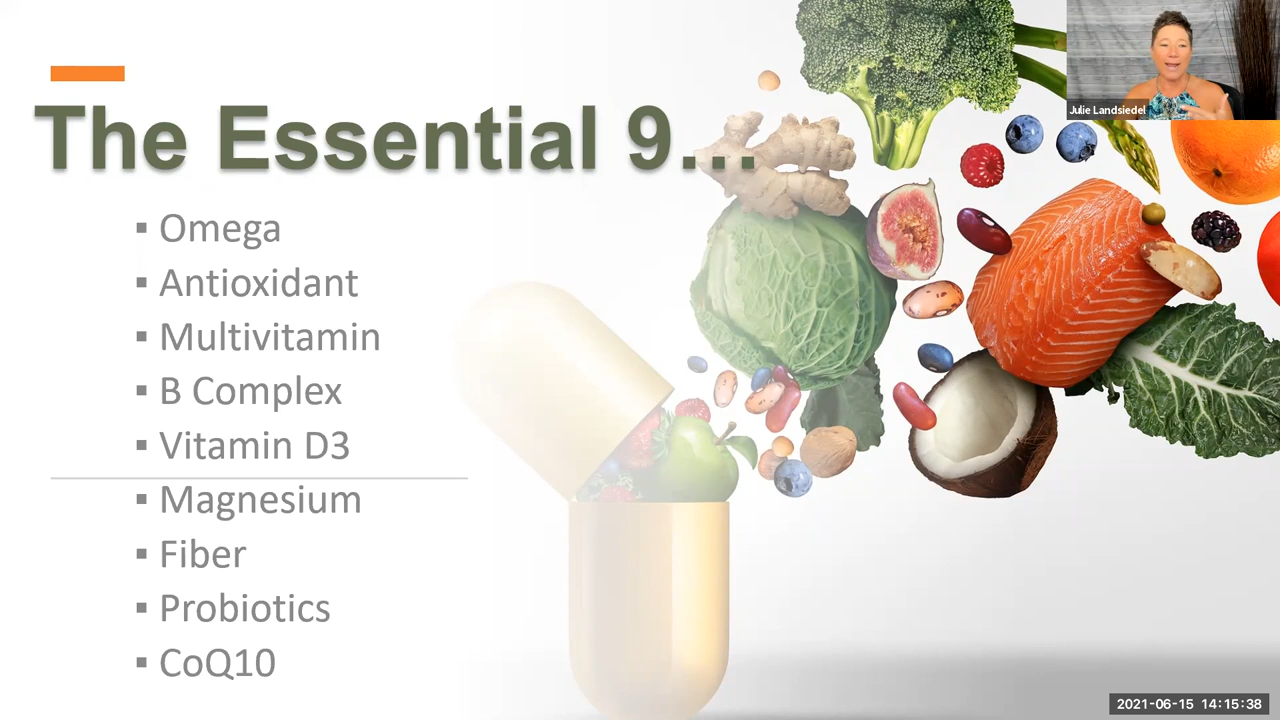 The Essential 9...
▪ Omega
▪ Antioxidant
▪ Multivitamin
▪ B Complex
▪ Vitamin D3
▪ Magnesium
▪ Fiber
▪ Probiotics
▪ CoQ10
Julie Landsiedel
2021-06-15 14:15:38